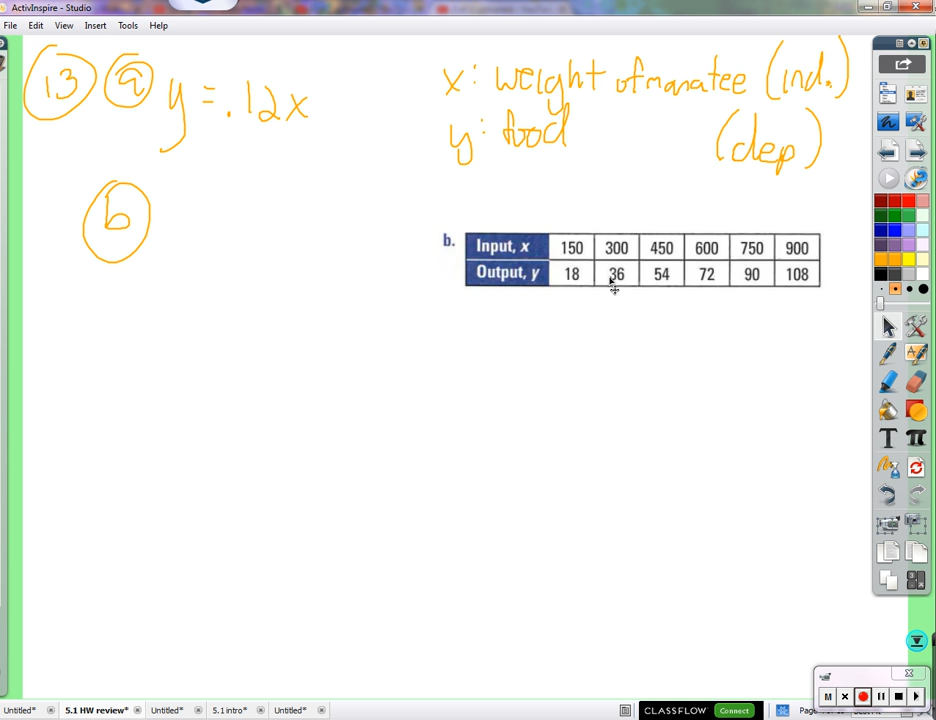 ActivInspire - Studio
File Edit View Insert Tools Help
13 a y = .12x
x: weight of manatee (ind.)
y: food (dep)
b
b.
Input, x 150 300 450 600 750 900
Output, y 18 36 54 72 90 108
T π
Untitled* 5.1 HW review* Untitled* 5.1 intro* Untitled*
CLASSFLOW Connect
M